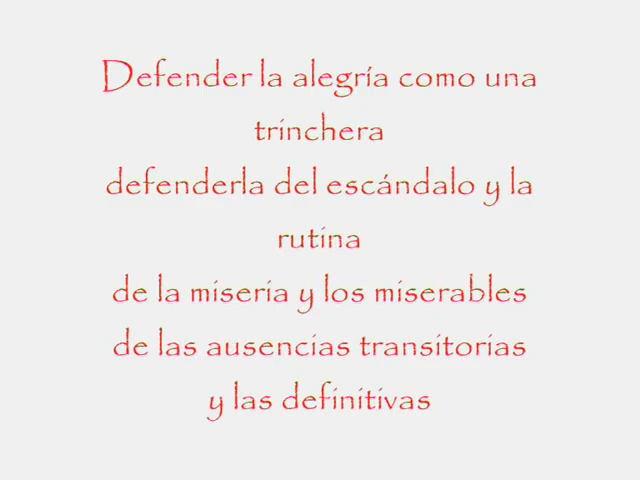 Defender la alegría como una
trinchera
defenderla del escándalo y la
rutina
de la miseria y los miserables
de las ausencias transitorias
y las definitivas